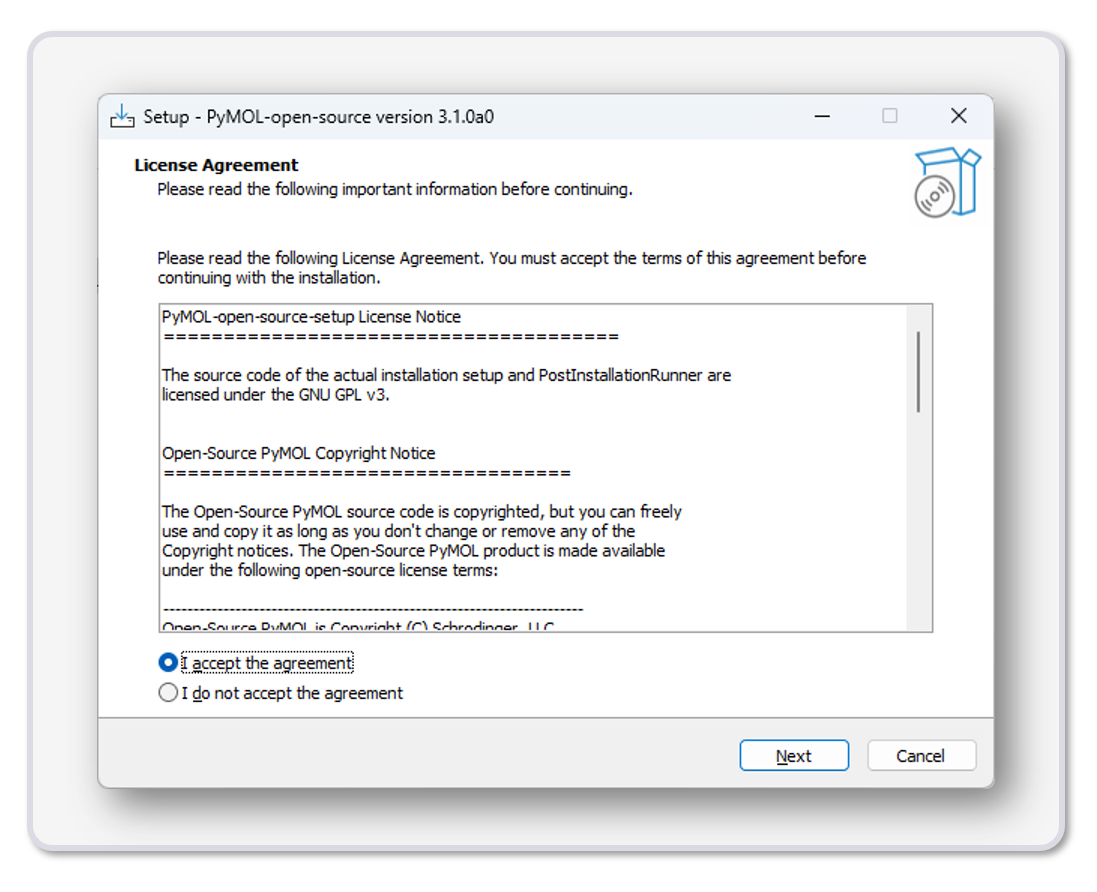 Setup - PyMOL-open-source version 3.1.0a0
License Agreement
Please read the following important information before continuing.
Please read the following License Agreement. You must accept the terms of this agreement before
continuing with the installation.
PyMOL-open-source-setup License Notice
======================================
The source code of the actual installation setup and PostInstallationRunner are
licensed under the GNU GPL v3.
Open-Source PyMOL Copyright Notice
==================================
The Open-Source PyMOL source code is copyrighted, but you can freely
use and copy it as long as you don't change or remove any of the
Copyright notices. The Open-Source PyMOL product is made available
under the following open-source license terms:
----------------------------------------------------------------------
Open-Source PyMOL is Copyright (C) Schrodinger, LLC
I accept the agreement
I do not accept the agreement
Next
Cancel